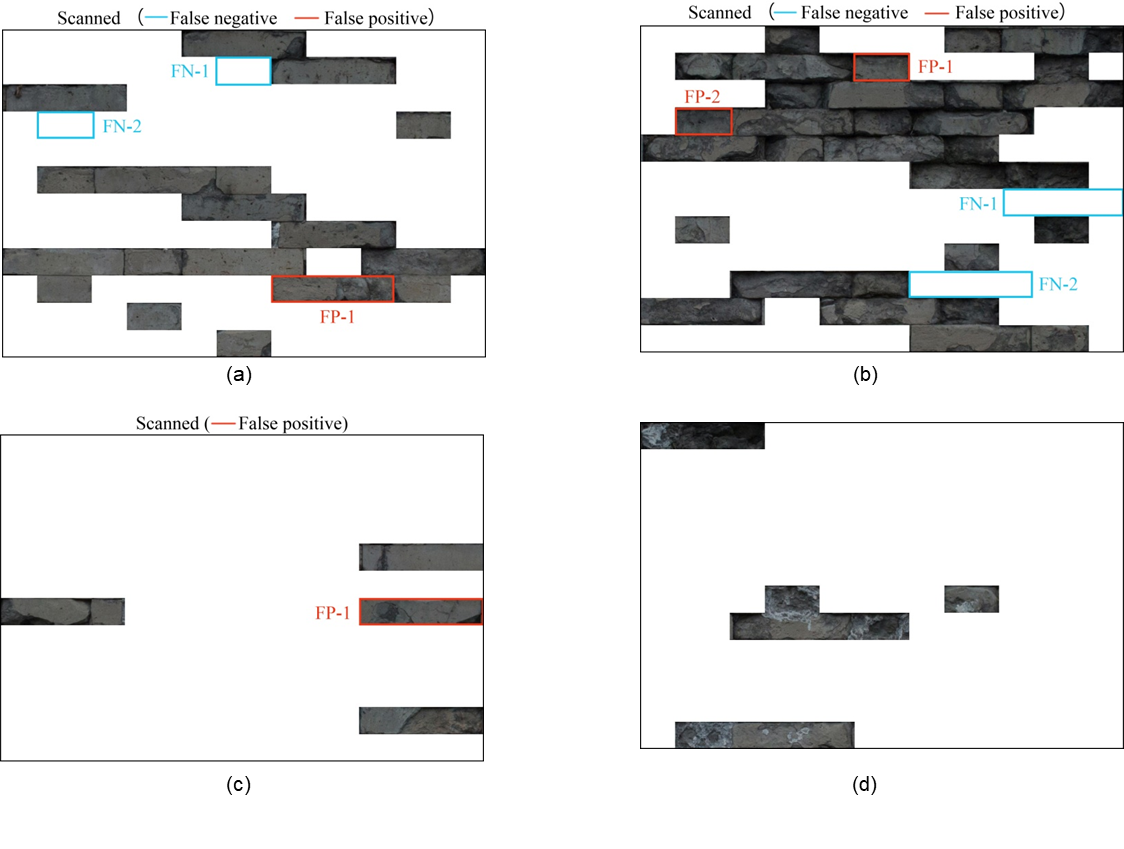 Scanned （—False negative — False positive）
FN-1
FN-2
FP-1
(a)
Scanned （—False negative — False positive）
FP-1
FP-2
FN-1
FN-2
(b)
Scanned (—False positive)
FP-1
(c)
(d)